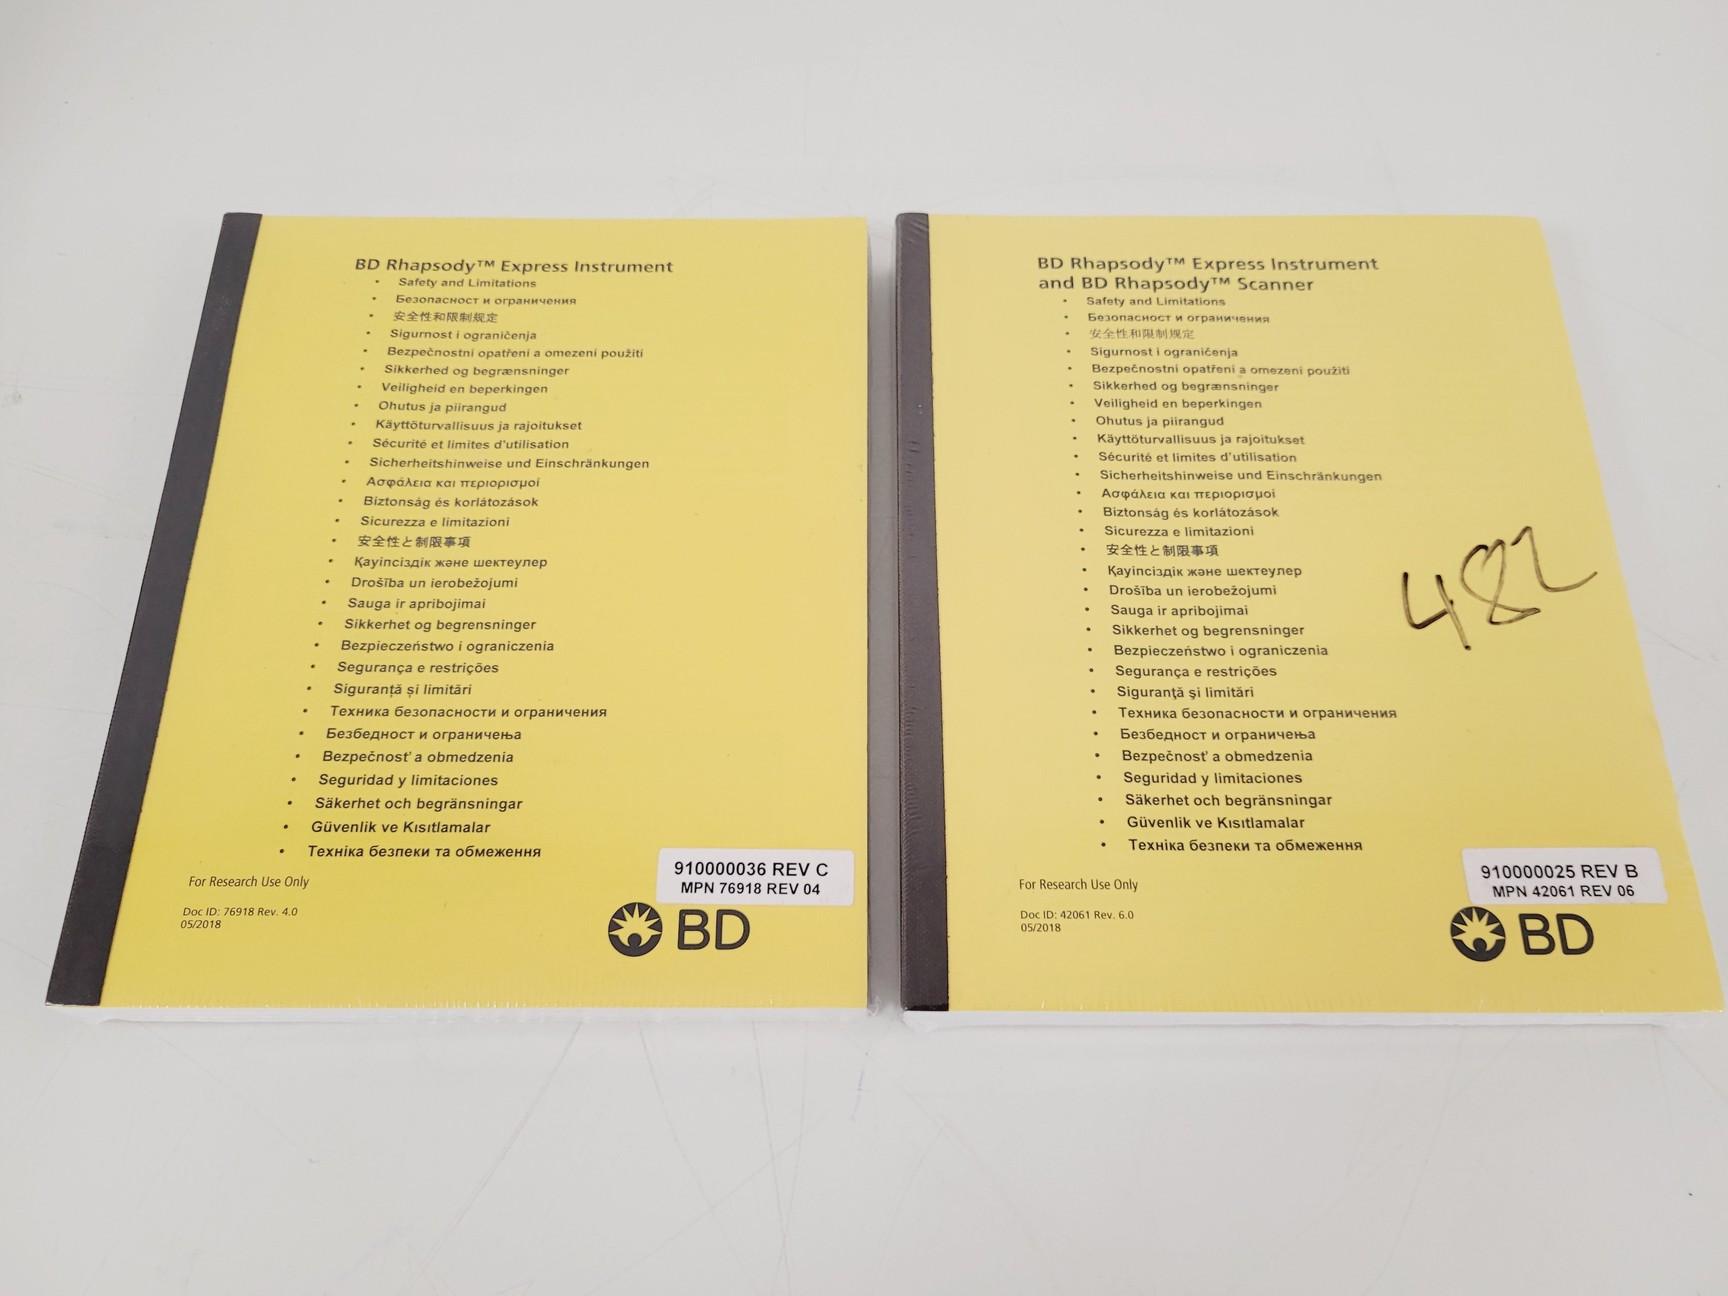 BD Rhapsody™ Express Instrument
• Safety and Limitations
• Безопасност и ограничения
• 安全性和限制规定
• Sigurnost i ograničenja
• Bezpečnostní opatření a omezení použití
• Sikkerhed og begrænsninger
• Veiligheid en beperkingen
• Ohutus ja piirangud
• Käyttöturvallisuus ja rajoitukset
• Sécurité et limites d'utilisation
• Sicherheitshinweise und Einschränkungen
• Ασφάλεια και περιορισμοί
• Biztonság és korlátozások
• Sicurezza e limitazioni
• 安全性と制限事項
• Қауіпсіздік және шектеулер
• Drošība un ierobežojumi
• Sauga ir apribojimai
• Sikkerhet og begrensninger
• Bezpieczeństwo i ograniczenia
• Segurança e restrições
• Siguranță și limitări
• Техника безопасности и ограничения
• Безбедност и ограничења
• Bezpečnosť a obmedzenia
• Seguridad y limitaciones
• Säkerhet och begränsningar
• Güvenlik ve Kısıtlamalar
• Техніка безпеки та обмеження
910000036 REV C
MPN 76918 REV 04
For Research Use Only
Doc ID: 76918 Rev. 4.0
05/2018
BD
BD Rhapsody™ Express Instrument
and BD Rhapsody™ Scanner
• Safety and Limitations
• Безопасност и ограничения
• 安全性和限制规定
• Sigurnost i ograničenja
• Bezpečnostní opatření a omezení použití
• Sikkerhed og begrænsninger
• Veiligheid en beperkingen
• Ohutus ja piirangud
• Käyttöturvallisuus ja rajoitukset
• Sécurité et limites d'utilisation
• Sicherheitshinweise und Einschränkungen
• Ασφάλεια και περιορισμοί
• Biztonság és korlátozások
• Sicurezza e limitazioni
• 安全性と制限事項
• Қауіпсіздік және шектеулер
• Drošība un ierobežojumi
• Sauga ir apribojimai
• Sikkerhet og begrensninger
• Bezpieczeństwo i ograniczenia
• Segurança e restrições
• Siguranţă şi limitări
• Техника безопасности и ограничения
• Безбедност и ограничења
• Bezpečnosť a obmedzenia
• Seguridad y limitaciones
• Säkerhet och begränsningar
• Güvenlik ve Kısıtlamalar
• Техніка безпеки та обмеження
482
910000025 REV B
MPN 42061 REV 06
For Research Use Only
Doc ID: 42061 Rev. 6.0
05/2018
BD